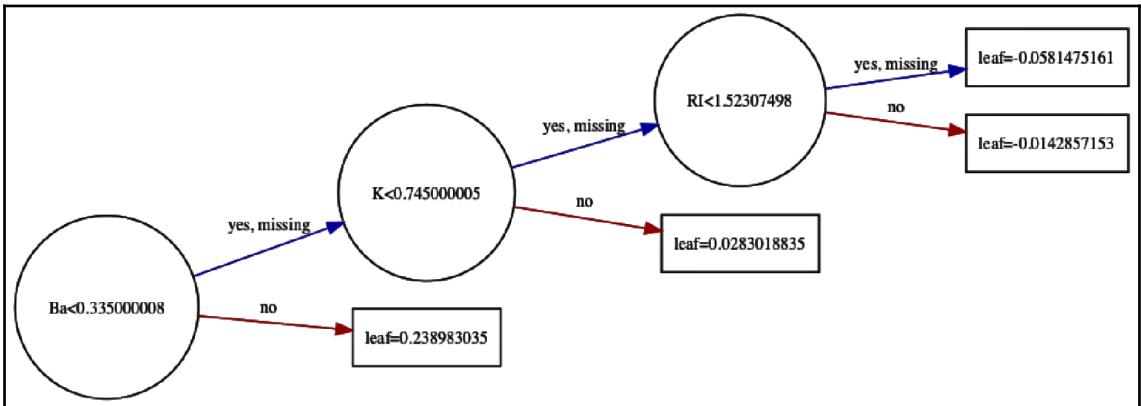 Ba<0.335000008
yes, missing
no
K<0.745000005
leaf=0.238983035
yes, missing
no
RI<1.52307498
leaf=0.0283018835
yes, missing
no
leaf=-0.0581475161
leaf=-0.0142857153